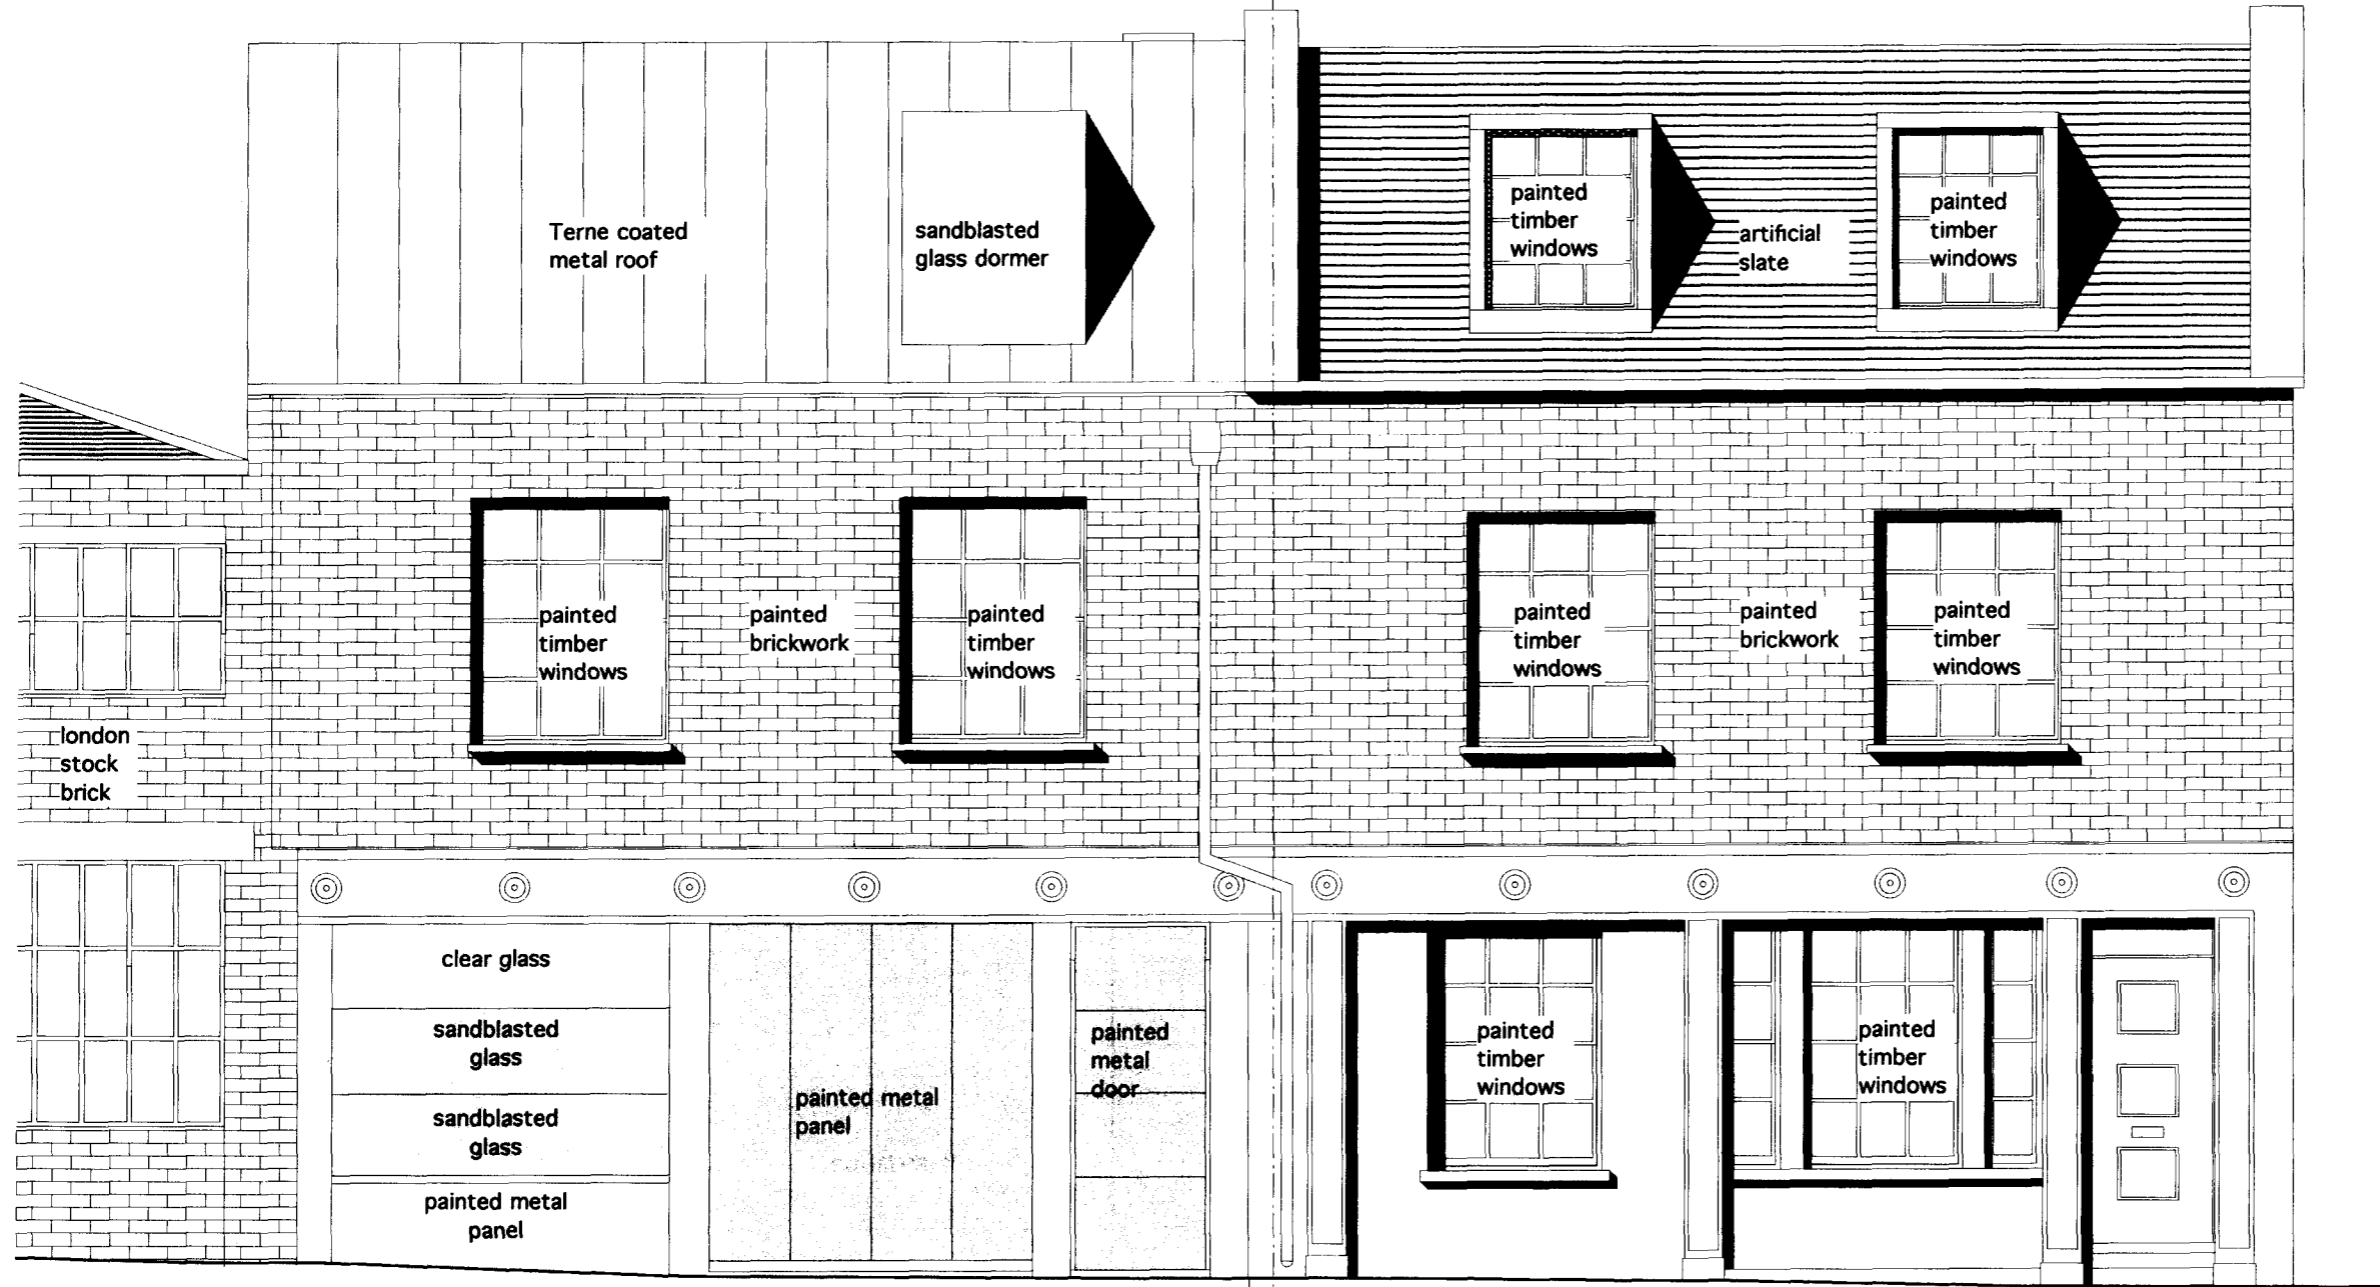 Terne coated
metal roof
sandblasted
glass dormer
painted
timber
windows
artificial
slate
painted
timber
windows
painted
timber
windows
painted
brickwork
painted
timber
windows
painted
timber
windows
painted
brickwork
painted
timber
windows
london
stock
brick
clear glass
sandblasted
glass
sandblasted
glass
painted metal
panel
painted metal
panel
painted
metal
door
painted
timber
windows
painted
timber
windows